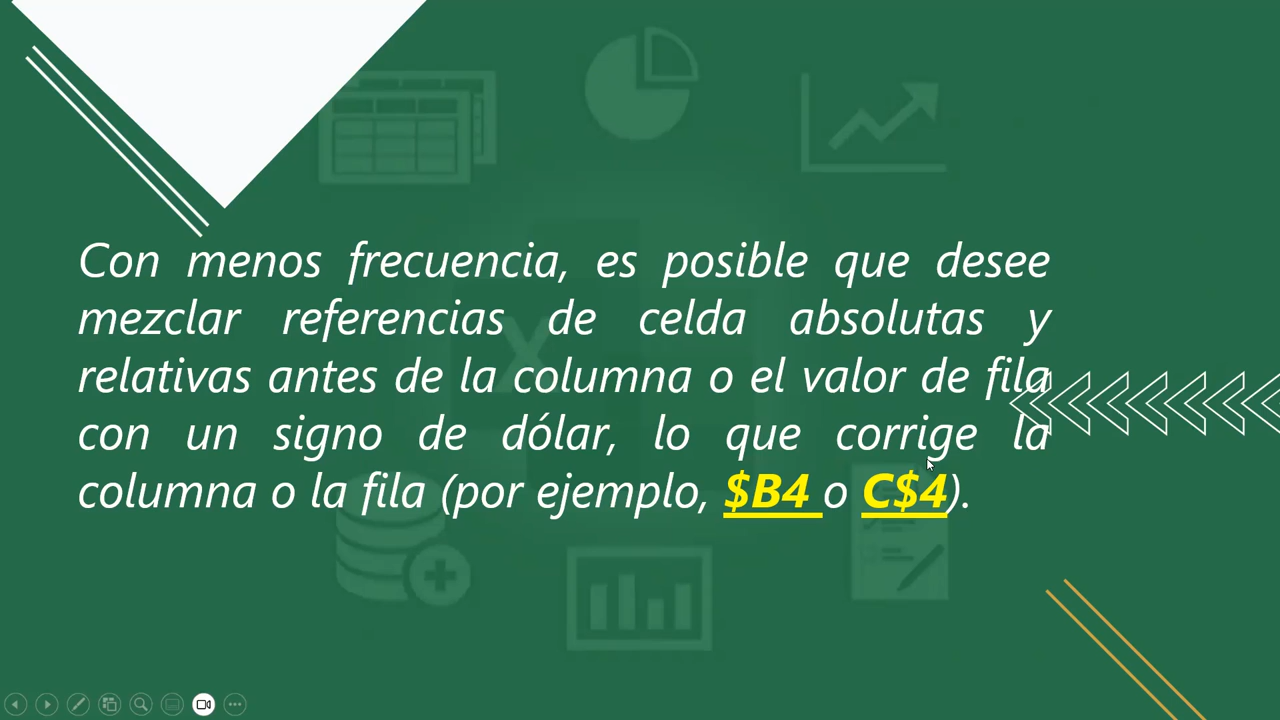 Con menos frecuencia, es posible que desee
mezclar referencias de celda absolutas y
relativas antes de la columna o el valor de fila
con un signo de dólar, lo que corrige la
columna o la fila (por ejemplo, $B4 o C$4).